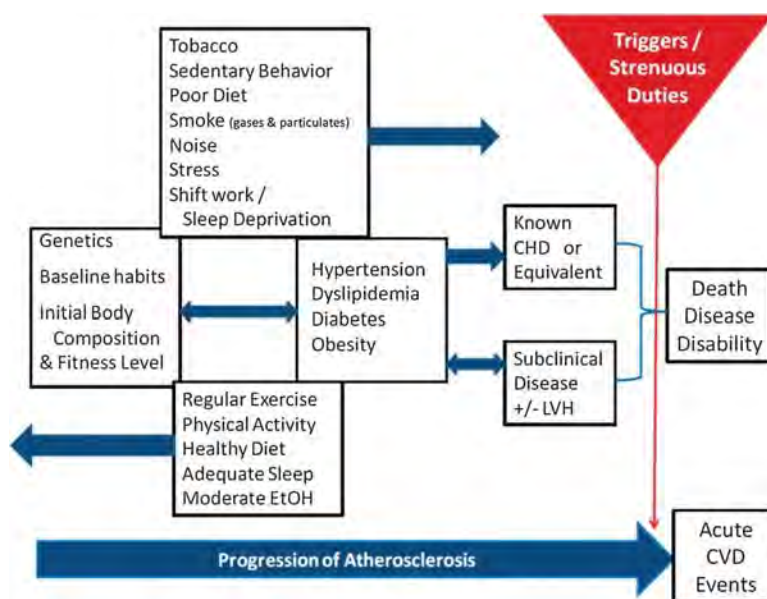 Tobacco
Sedentary Behavior
Poor Diet
Smoke (gases & particulates)
Noise
Stress
Shift work /
Sleep Deprivation
Triggers /
Strenuous
Duties
Genetics
Baseline habits
Initial Body
Composition
& Fitness Level
Hypertension
Dyslipidemia
Diabetes
Obesity
Known
CHD or
Equivalent
Subclinical
Disease
+/- LVH
Death
Disease
Disability
Regular Exercise
Physical Activity
Healthy Diet
Adequate Sleep
Moderate EtOH
Progression of Atherosclerosis
Acute
CVD
Events